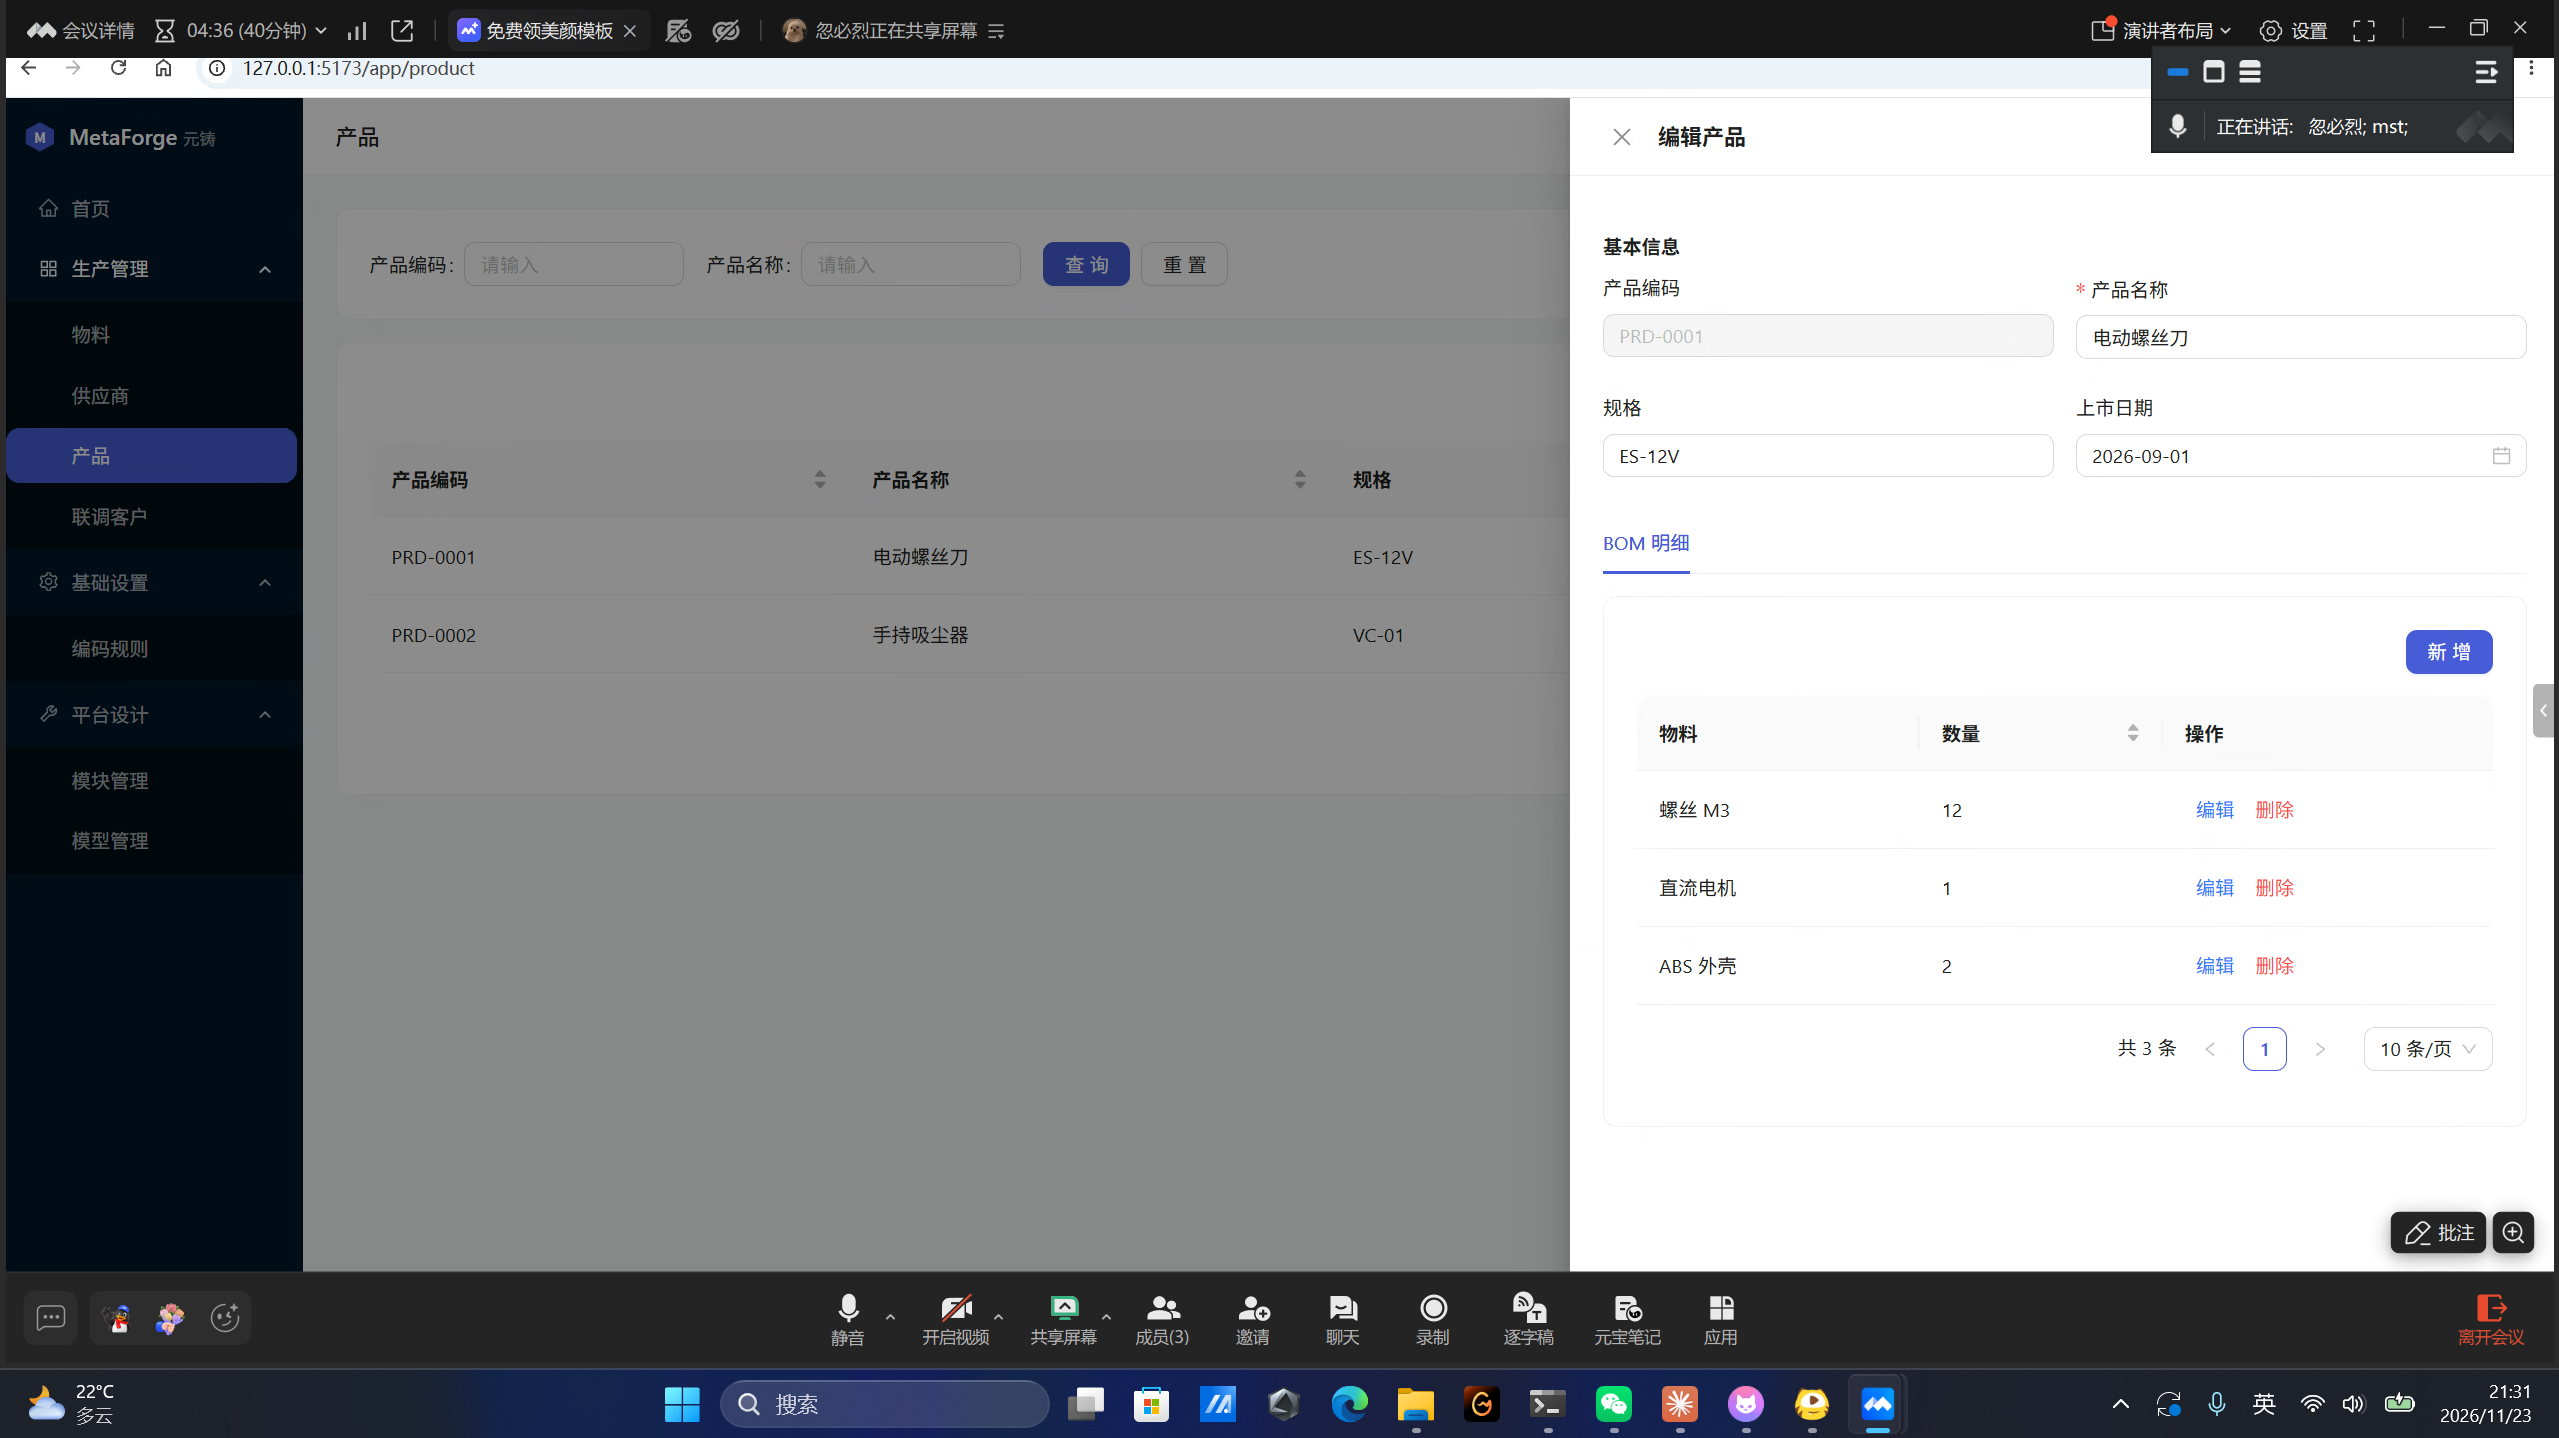 会议详情 04:36 (40分钟) 免费领美颜模板 忽必烈正在共享屏幕 演讲者布局 设置
127.0.0.1:5173/app/product
正在讲话: 忽必烈; mst;
M MetaForge 元铸
首页
生产管理
物料
供应商
产品
联调客户
基础设置
编码规则
平台设计
模块管理
模型管理
产品
产品编码: 请输入 产品名称: 请输入 查 询 重 置
产品编码 产品名称 规格
PRD-0001 电动螺丝刀 ES-12V
PRD-0002 手持吸尘器 VC-01
编辑产品
基本信息
产品编码 * 产品名称
PRD-0001 电动螺丝刀
规格 上市日期
ES-12V 2026-09-01
BOM 明细
新 增
物料 数量 操作
螺丝 M3 12 编辑 删除
直流电机 1 编辑 删除
ABS 外壳 2 编辑 删除
共 3 条 1 10 条/页
批注
静音 开启视频 共享屏幕 成员(3) 邀请 聊天 录制 逐字稿 元宝笔记 应用 离开会议
22°C
多云
搜索
英
21:31
2026/11/23